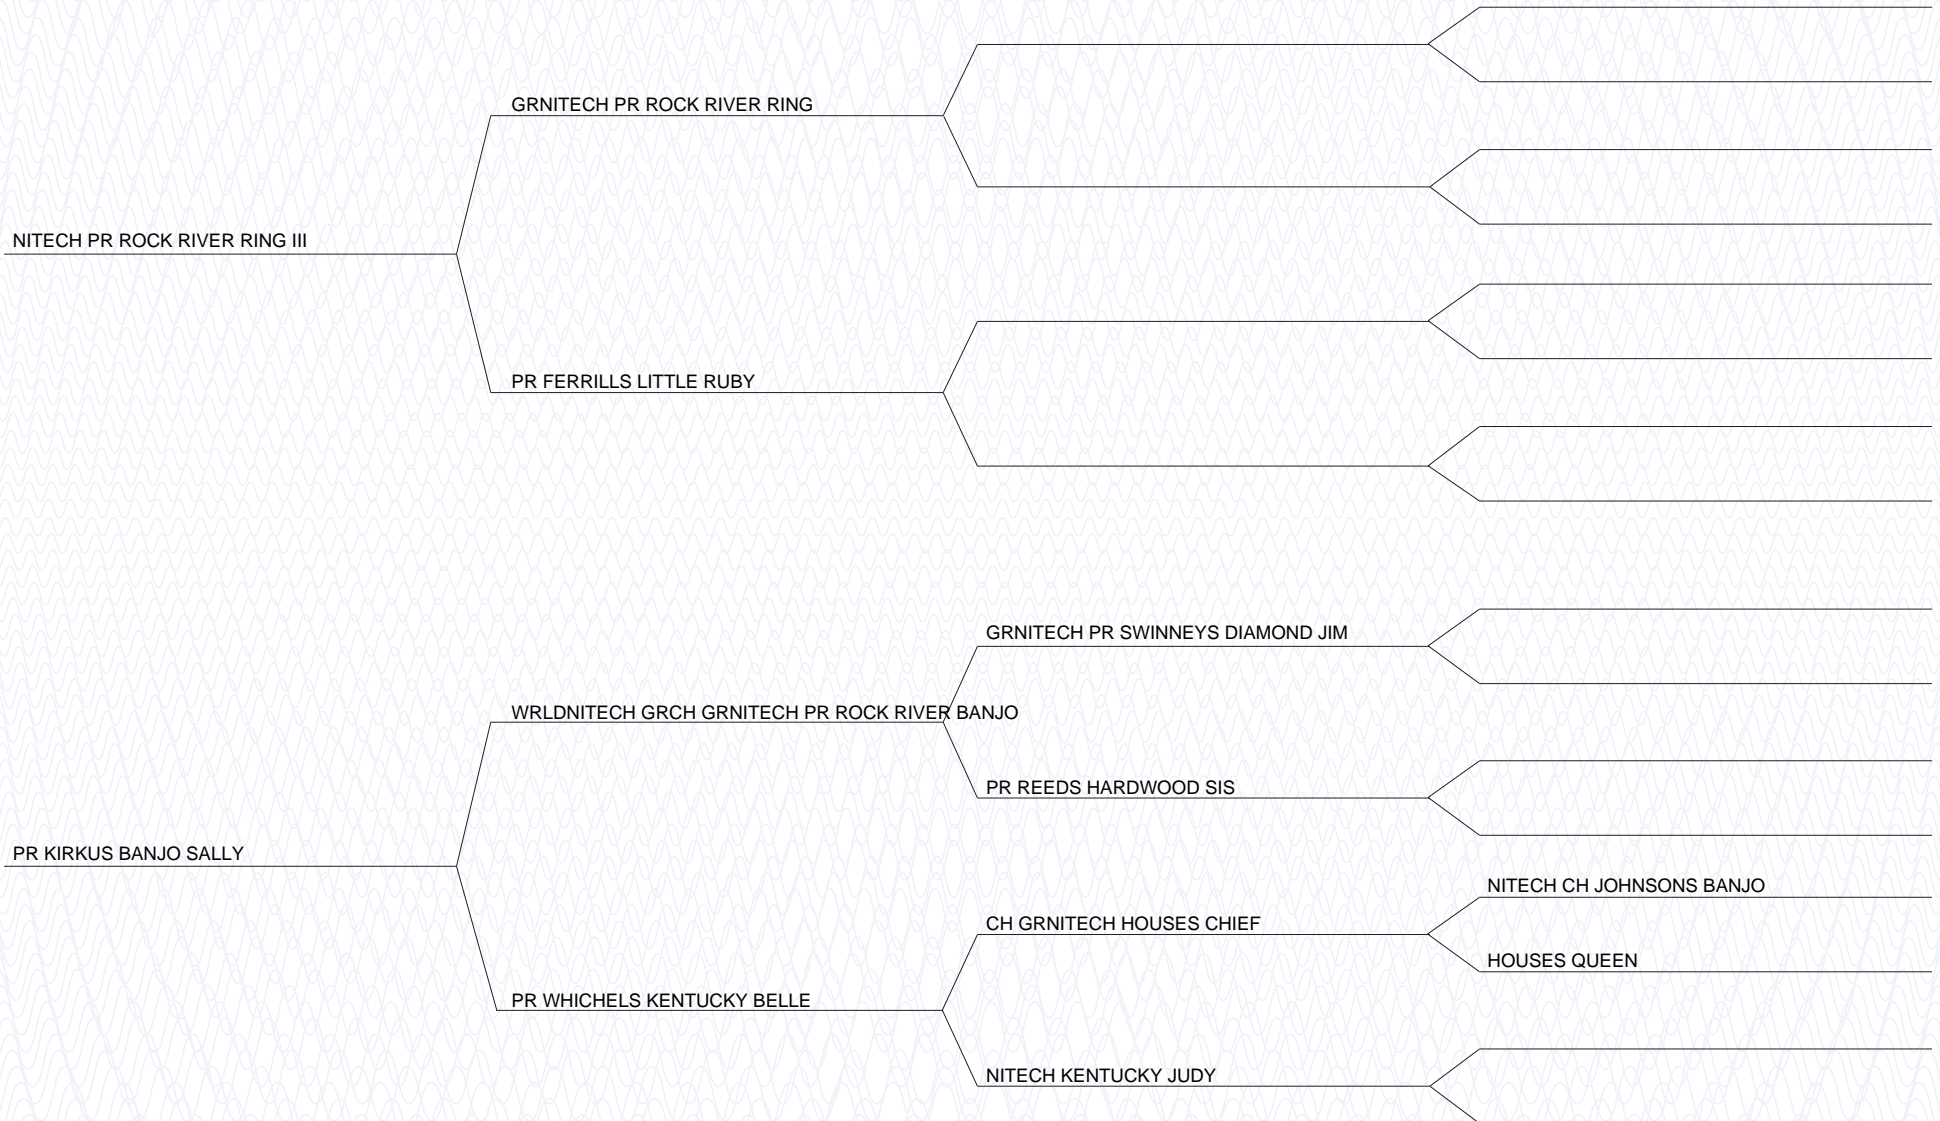 GRNITECH PR ROCK RIVER RING
NITECH PR ROCK RIVER RING III
PR FERRILLS LITTLE RUBY
GRNITECH PR SWINNEYS DIAMOND JIM
WRLDNITECH GRCH GRNITECH PR ROCK RIVER BANJO
PR REEDS HARDWOOD SIS
PR KIRKUS BANJO SALLY
NITECH CH JOHNSONS BANJO
CH GRNITECH HOUSES CHIEF
HOUSES QUEEN
PR WHICHELS KENTUCKY BELLE
NITECH KENTUCKY JUDY